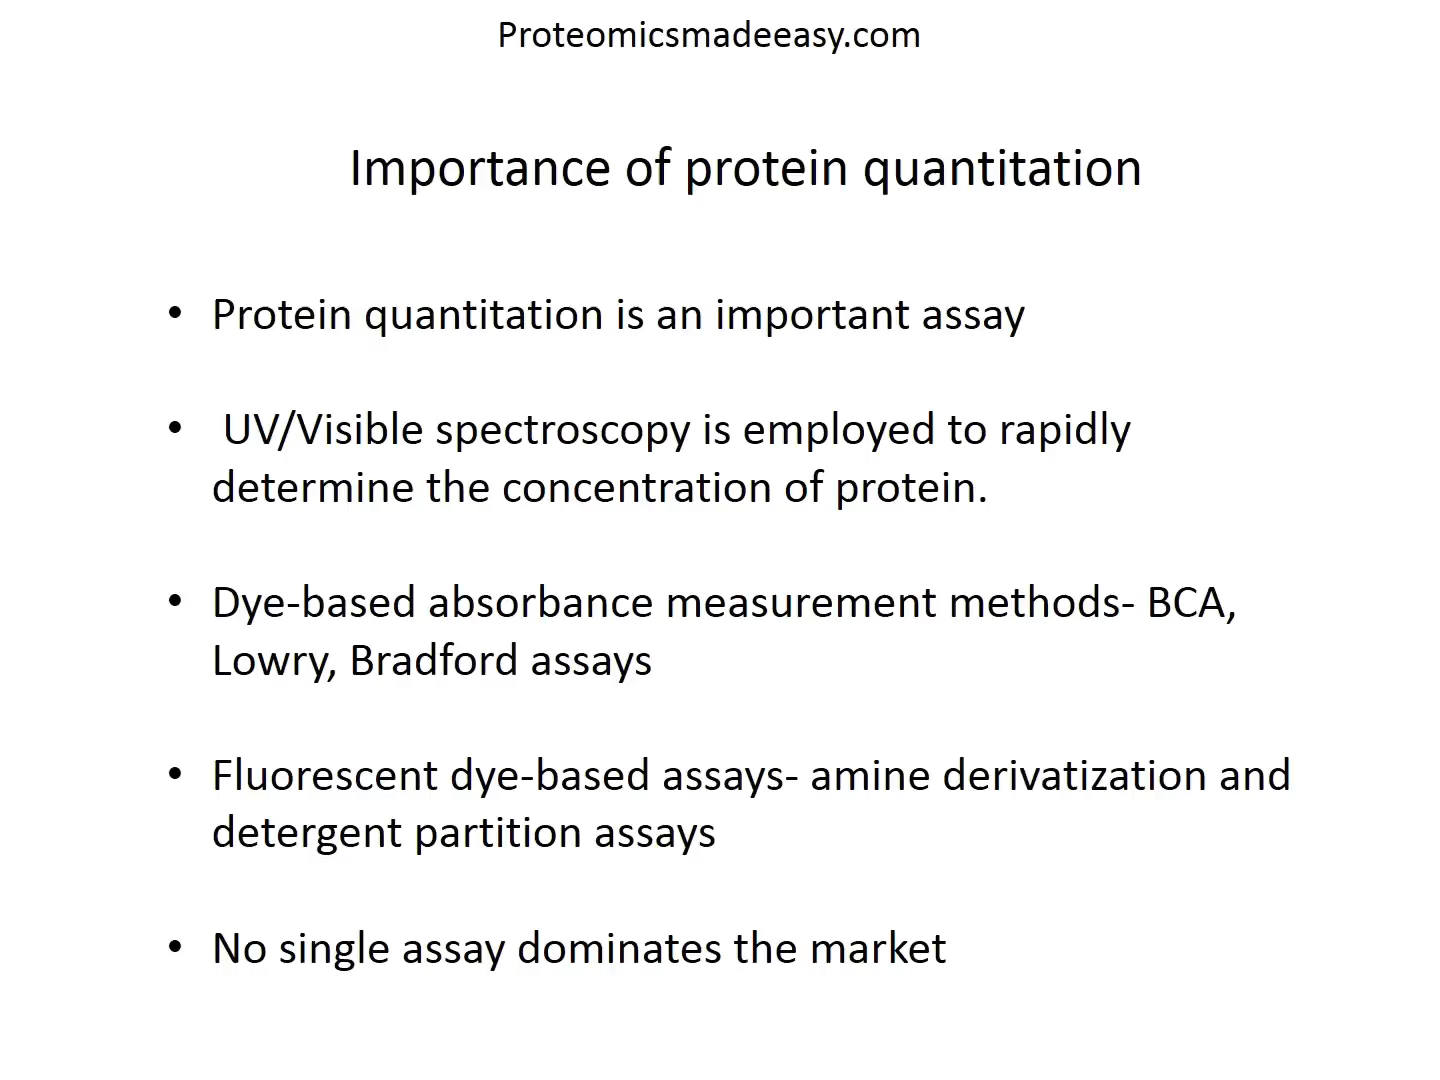 Proteomicsmadeeasy.com
Importance of protein quantitation
• Protein quantitation is an important assay
• UV/Visible spectroscopy is employed to rapidly
determine the concentration of protein.
• Dye-based absorbance measurement methods- BCA,
Lowry, Bradford assays
• Fluorescent dye-based assays- amine derivatization and
detergent partition assays
• No single assay dominates the market